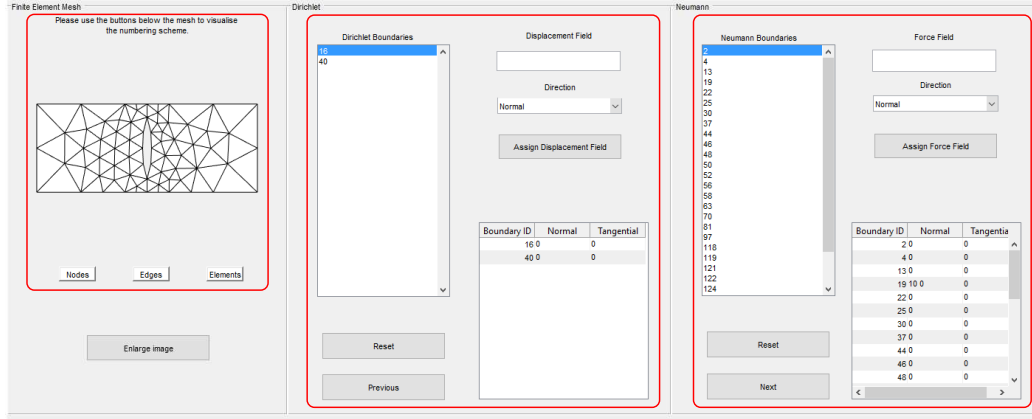 Finite Element Mesh
Please use the buttons below the mesh to visualise
the numbering scheme.
Nodes
Edges
Elements
Enlarge image
Dirichlet
Dirichlet Boundaries
16
40
Displacement Field
Direction
Normal
Assign Displacement Field
Boundary ID Normal Tangential
16 0 0
40 0 0
Reset
Previous
Neumann
Neumann Boundaries
2
4
13
19
22
25
30
37
44
46
48
50
52
56
58
63
70
81
97
118
119
121
122
124
Force Field
Direction
Normal
Assign Force Field
Boundary ID Normal Tangentia
2 0 0
4 0 0
13 0 0
19 10 0 0
22 0 0
25 0 0
30 0 0
37 0 0
44 0 0
46 0 0
48 0 0
Reset
Next